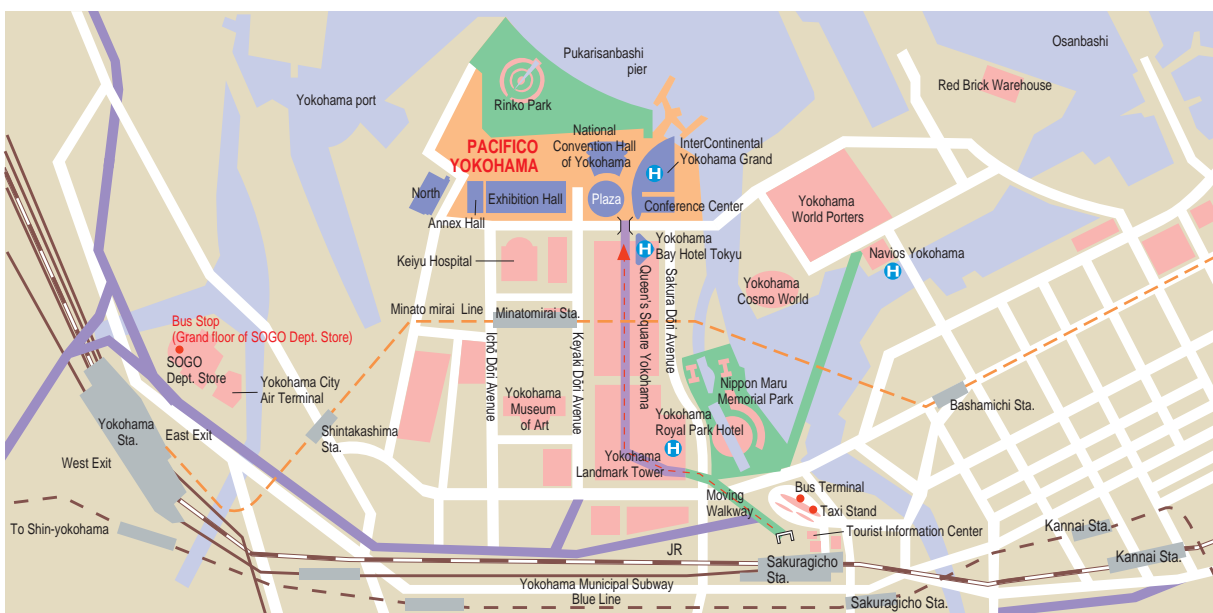 Pukarisanbashi
pier
Osanbashi
Yokohama port
Rinko Park
Red Brick Warehouse
PACIFICO
YOKOHAMA
National
Convention Hall
of Yokohama
InterContinental
Yokohama Grand
H
North
Annex Hall
Exhibition Hall
Plaza
Conference Center
Yokohama
World Porters
Keiyu Hospital
H
Yokohama
Bay Hotel Tokyu
Navios Yokohama
H
Yokohama
Cosmo World
Minato mirai Line
Minatomirai Sta.
Queen's Square Yokohama
Sakura Dōri Avenue
Ichō Dōri Avenue
Keyaki Dōri Avenue
Bus Stop
(Grand floor of SOGO Dept. Store)
SOGO
Dept. Store
Yokohama City
Air Terminal
Yokohama
Museum
of Art
Nippon Maru
Memorial Park
Bashamichi Sta.
Yokohama
Sta.
East Exit
West Exit
Shintakashima
Sta.
Yokohama
Royal Park Hotel
H
Yokohama
Landmark Tower
Moving
Walkway
Bus Terminal
Taxi Stand
Tourist Information Center
To Shin-yokohama
JR
Sakuragicho
Sta.
Kannai Sta.
Kannai Sta.
Yokohama Municipal Subway
Blue Line
Sakuragicho Sta.